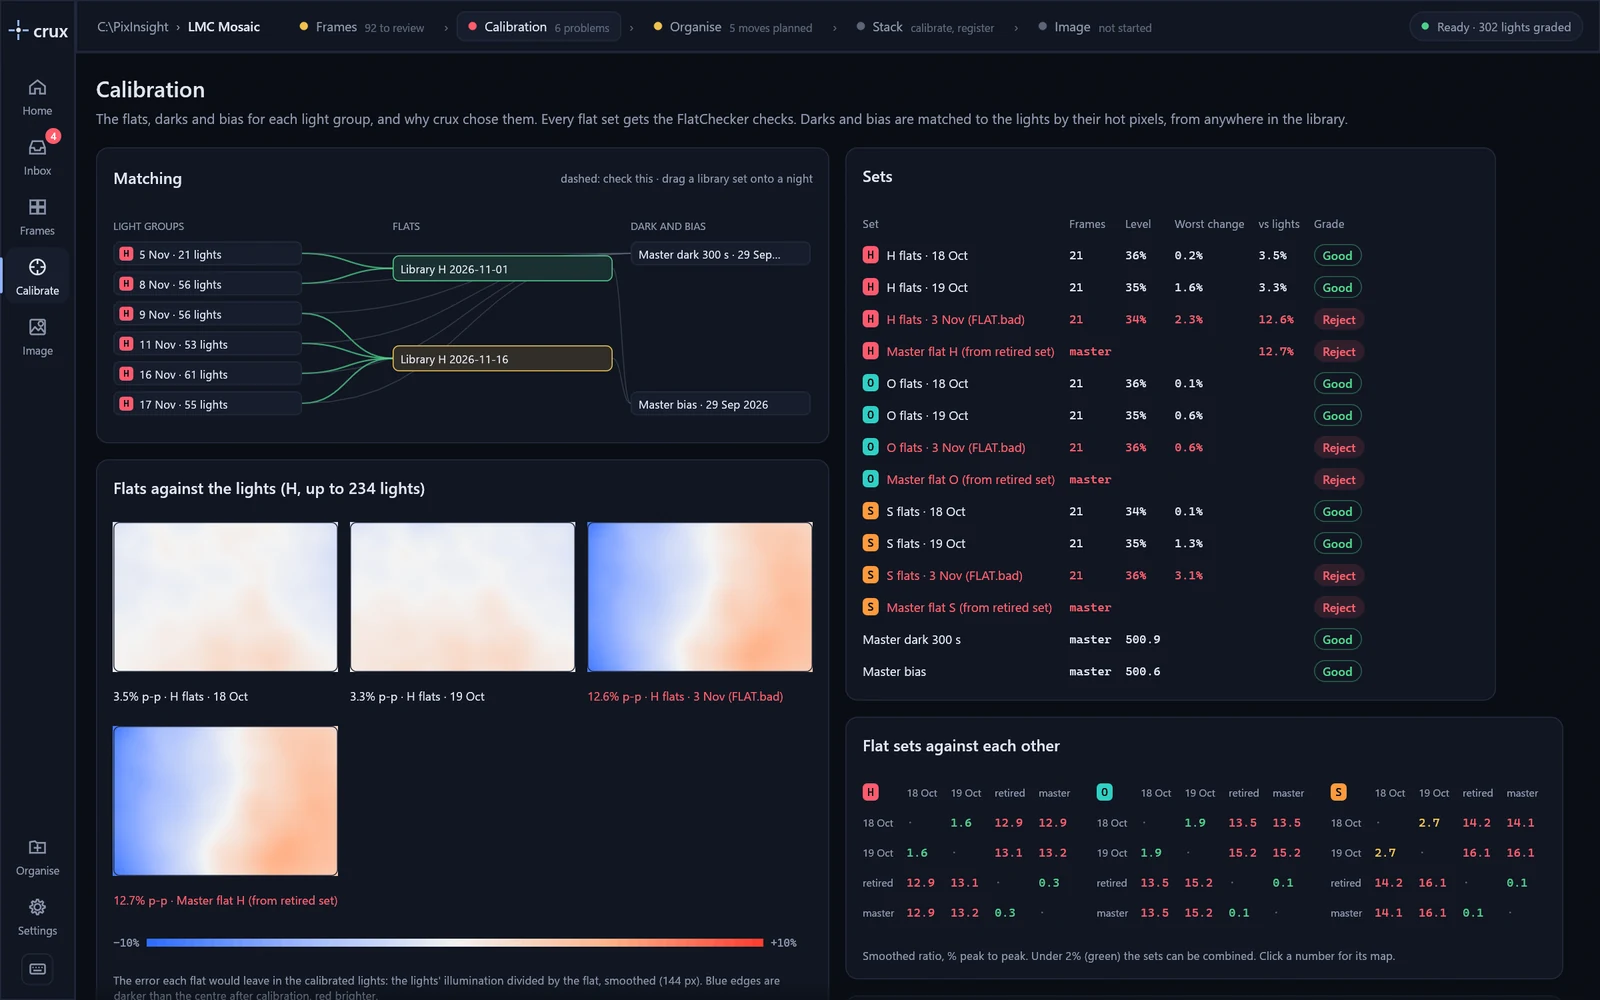 crux
C:\PixInsight › LMC Mosaic
Frames 92 to review
›
Calibration 6 problems
›
Organise 5 moves planned
›
Stack calibrate, register
›
Image not started
Ready · 302 lights graded
Home
4
Inbox
Frames
Calibrate
Image
Organise
Settings
Calibration
The flats, darks and bias for each light group, and why crux chose them. Every flat set gets the FlatChecker checks. Darks and bias are matched to the lights by their hot pixels, from anywhere in the library.
Matching
dashed: check this · drag a library set onto a night
LIGHT GROUPS
FLATS
DARK AND BIAS
H 5 Nov · 21 lights
H 8 Nov · 56 lights
H 9 Nov · 56 lights
H 11 Nov · 53 lights
H 16 Nov · 61 lights
H 17 Nov · 55 lights
Library H 2026-11-01
Library H 2026-11-16
Master dark 300 s · 29 Sep...
Master bias · 29 Sep 2026
Flats against the lights (H, up to 234 lights)
3.5% p-p · H flats · 18 Oct
3.3% p-p · H flats · 19 Oct
12.6% p-p · H flats · 3 Nov (FLAT.bad)
12.7% p-p · Master flat H (from retired set)
−10%
+10%
The error each flat would leave in the calibrated lights: the lights' illumination divided by the flat, smoothed (144 px). Blue edges are
darker than the centre after calibration, red brighter.
Sets
Set Frames Level Worst change vs lights Grade
H H flats · 18 Oct 21 36% 0.2% 3.5% Good
H H flats · 19 Oct 21 35% 1.6% 3.3% Good
H H flats · 3 Nov (FLAT.bad) 21 34% 2.3% 12.6% Reject
H Master flat H (from retired set) master 12.7% Reject
O O flats · 18 Oct 21 36% 0.1% Good
O O flats · 19 Oct 21 35% 0.6% Good
O O flats · 3 Nov (FLAT.bad) 21 36% 0.6% Reject
O Master flat O (from retired set) master Reject
S S flats · 18 Oct 21 34% 0.1% Good
S S flats · 19 Oct 21 35% 1.3% Good
S S flats · 3 Nov (FLAT.bad) 21 36% 3.1% Reject
S Master flat S (from retired set) master Reject
Master dark 300 s master 500.9 Good
Master bias master 500.6 Good
Flat sets against each other
H 18 Oct 19 Oct retired master
18 Oct · 1.6 12.9 12.9
19 Oct 1.6 · 13.1 13.2
retired 12.9 13.1 · 0.3
master 12.9 13.2 0.3 ·
O 18 Oct 19 Oct retired master
18 Oct · 1.9 13.5 13.5
19 Oct 1.9 · 15.2 15.2
retired 13.5 15.2 · 0.1
master 13.5 15.2 0.1 ·
S 18 Oct 19 Oct retired master
18 Oct · 2.7 14.2 14.1
19 Oct 2.7 · 16.1 16.1
retired 14.2 16.1 · 0.1
master 14.1 16.1 0.1 ·
Smoothed ratio, % peak to peak. Under 2% (green) the sets can be combined. Click a number for its map.